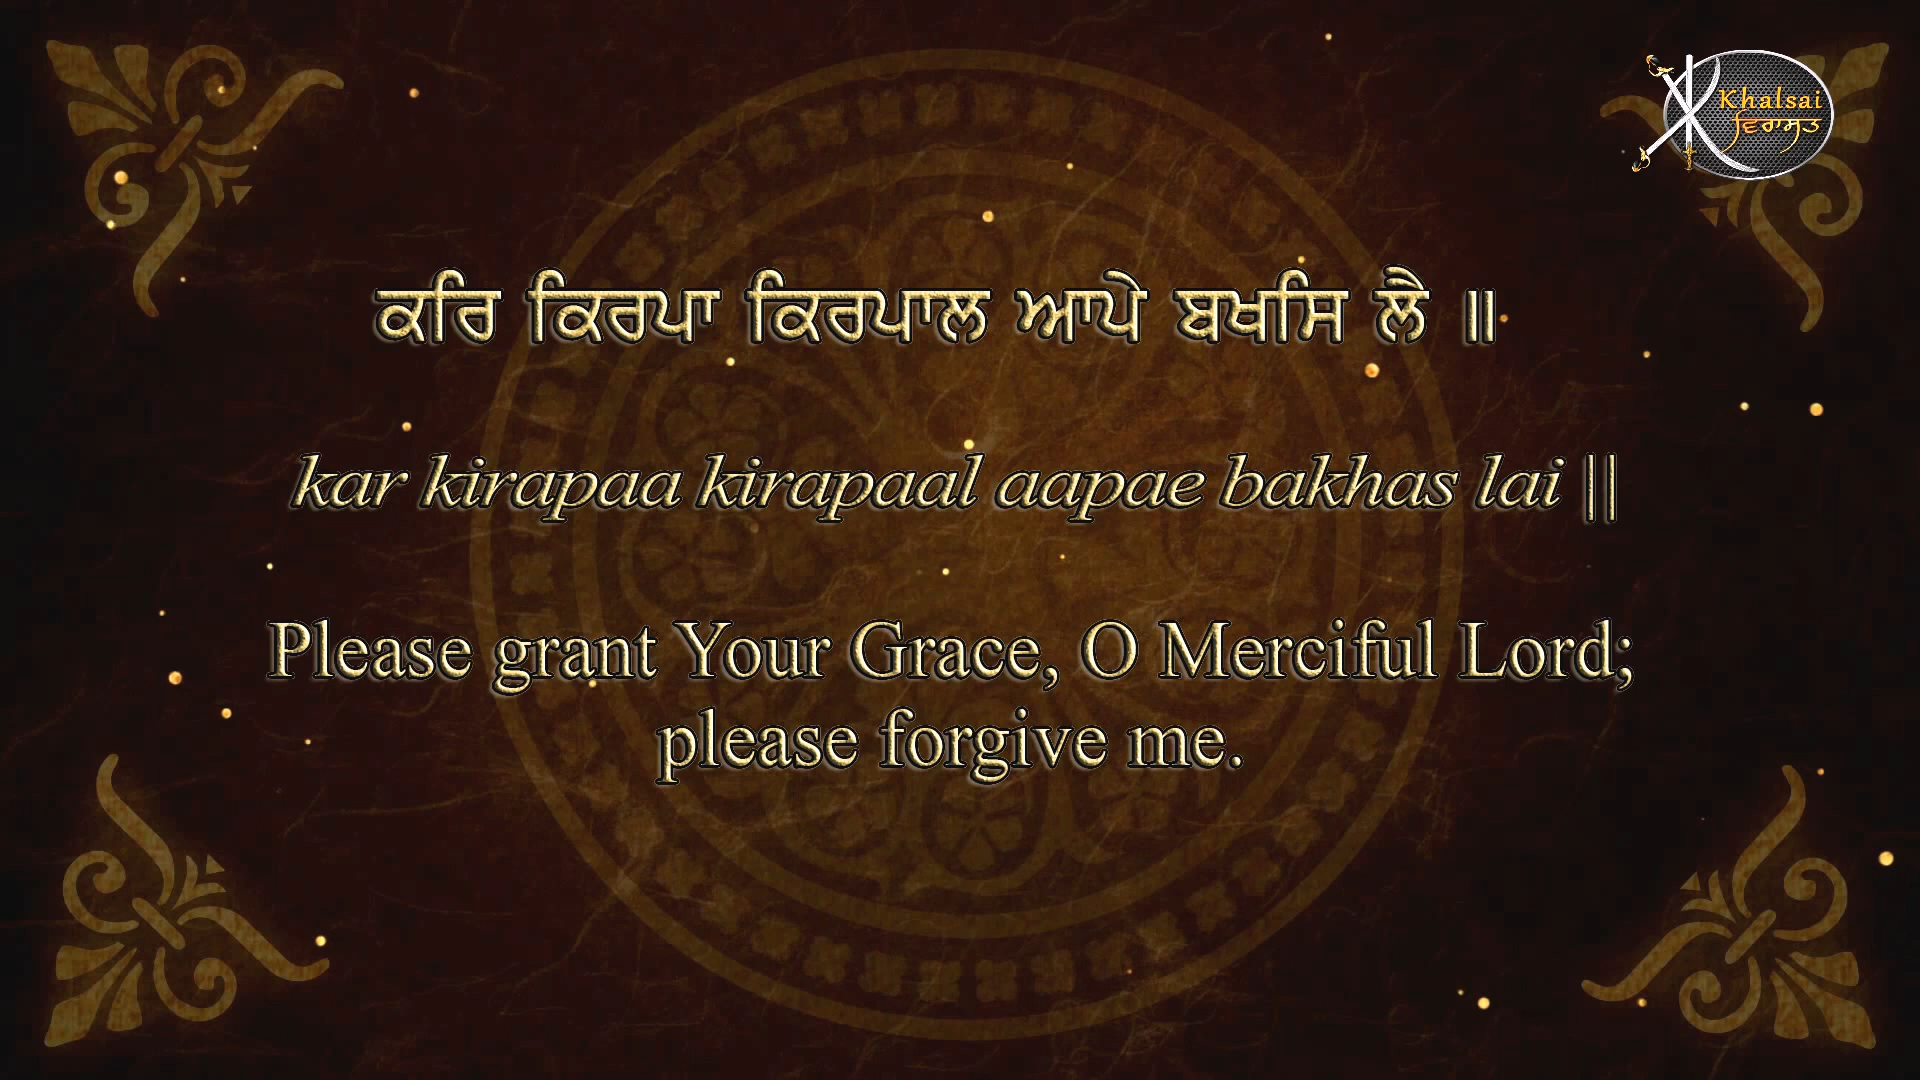 Khalsai
ਵਿਰਾਸਤ
ਕਰਿ ਕਿਰਪਾ ਕਿਰਪਾਲ ਆਪੇ ਬਖਸਿ ਲੈ ॥
kar kirapaa kirapaal aapae bakhas lai ||
Please grant Your Grace, O Merciful Lord;
please forgive me.